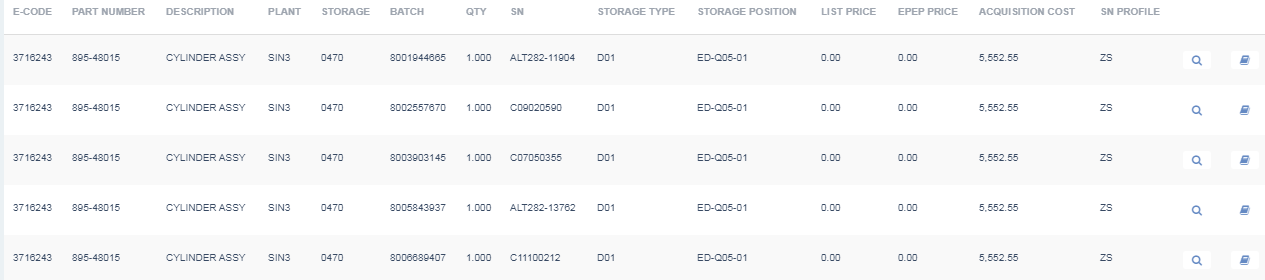 E-CODE PART NUMBER DESCRIPTION PLANT STORAGE BATCH QTY SN STORAGE TYPE STORAGE POSITION LIST PRICE EPEP PRICE ACQUISITION COST SN PROFILE
3716243 895-48015 CYLINDER ASSY SIN3 0470 8001944665 1.000 ALT282-11904 D01 ED-Q05-01 0.00 0.00 5,552.55 ZS
3716243 895-48015 CYLINDER ASSY SIN3 0470 8002557670 1.000 C09020590 D01 ED-Q05-01 0.00 0.00 5,552.55 ZS
3716243 895-48015 CYLINDER ASSY SIN3 0470 8003903145 1.000 C07050355 D01 ED-Q05-01 0.00 0.00 5,552.55 ZS
3716243 895-48015 CYLINDER ASSY SIN3 0470 8005843937 1.000 ALT282-13762 D01 ED-Q05-01 0.00 0.00 5,552.55 ZS
3716243 895-48015 CYLINDER ASSY SIN3 0470 8006689407 1.000 C11100212 D01 ED-Q05-01 0.00 0.00 5,552.55 ZS